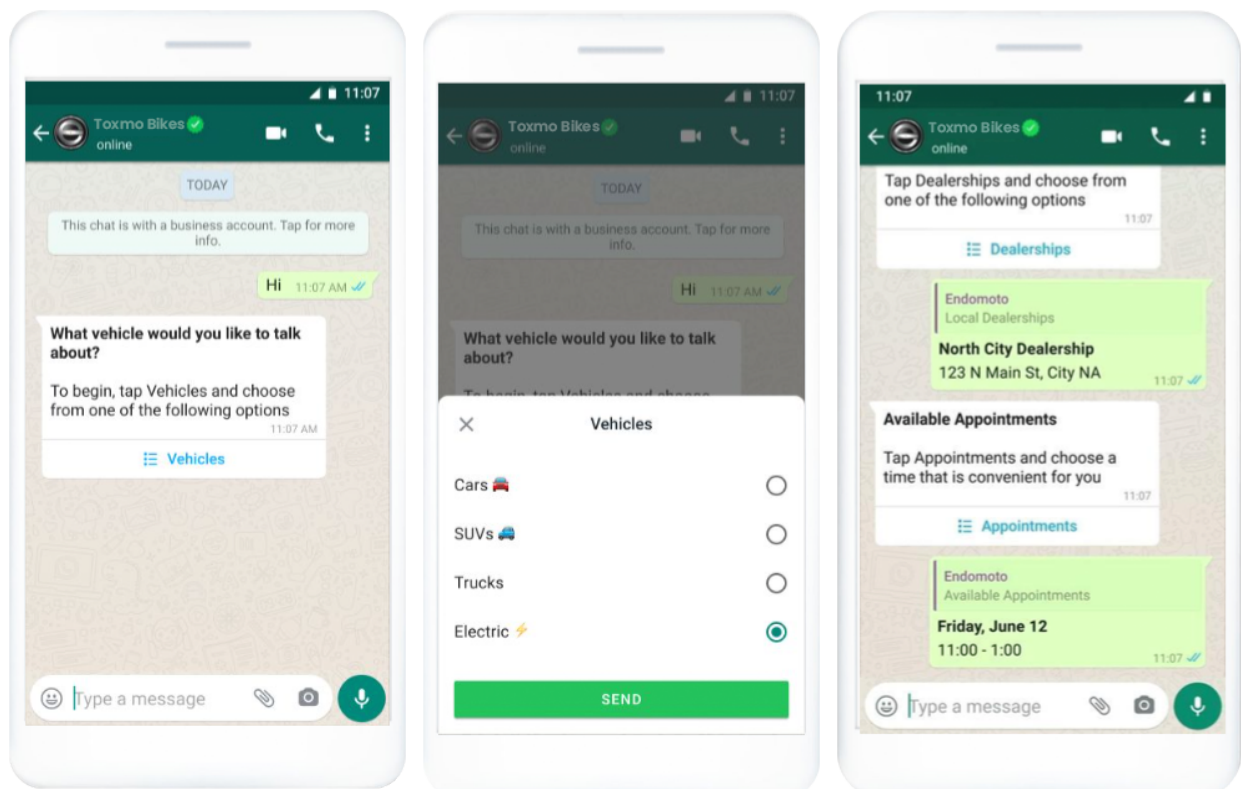 11:07
Toxmo Bikes
online
TODAY
This chat is with a business account. Tap for more
info.
Hi 11:07 AM
What vehicle would you like to talk
about?
To begin, tap Vehicles and choose
from one of the following options
11:07 AM
Vehicles
Type a message
11:07
Toxmo Bikes
online
TODAY
This chat is with a business account. Tap for more
info.
Hi 11:07 AM
What vehicle would you like to talk
about?
To begin, tap Vehicles and choose
Vehicles
Cars 🚘
SUVs 🚙
Trucks
Electric ⚡
SEND
11:07
Toxmo Bikes
online
Tap Dealerships and choose from
one of the following options
11:07
Dealerships
Endomoto
Local Dealerships
North City Dealership
123 N Main St, City NA
11:07
Available Appointments
Tap Appointments and choose a
time that is convenient for you
11:07
Appointments
Endomoto
Available Appointments
Friday, June 12
11:00 - 1:00
11:07
Type a message